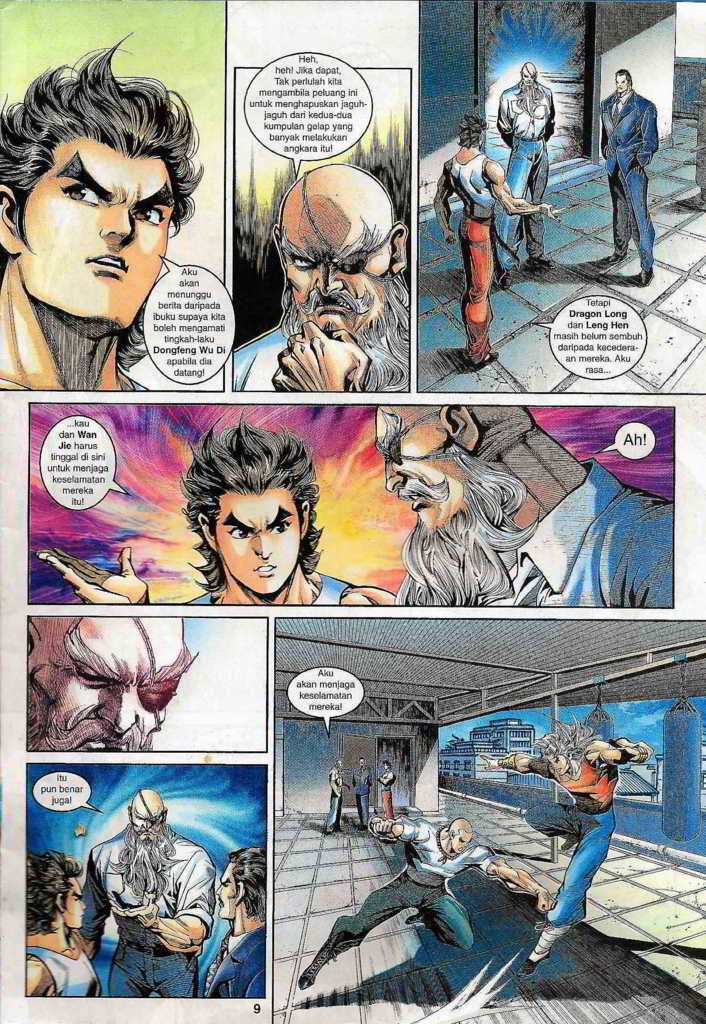 Aku
akan
menunggu
berita daripada
ibuku supaya kita
boleh mengamati
tingkah-laku
Dongfeng Wu Di
apabila dia
datang!
Heh,
heh! Jika dapat,
Tak perlulah kita
mengambila peluang ini
untuk menghapuskan jaguh-
jaguh dari kedua-dua
kumpulan gelap yang
banyak melakukan
angkara itu!
Tetapi
Dragon Long
dan Leng Hen
masih belum sembuh
daripada kecedera-
an mereka. Aku
rasa...
...kau
dan Wan
Jie harus
tinggal di sini
untuk menjaga
keselamatan
mereka
itu!
Ah!
Itu
pun benar
juga!
Aku
akan menjaga
keselamatan
mereka!
9